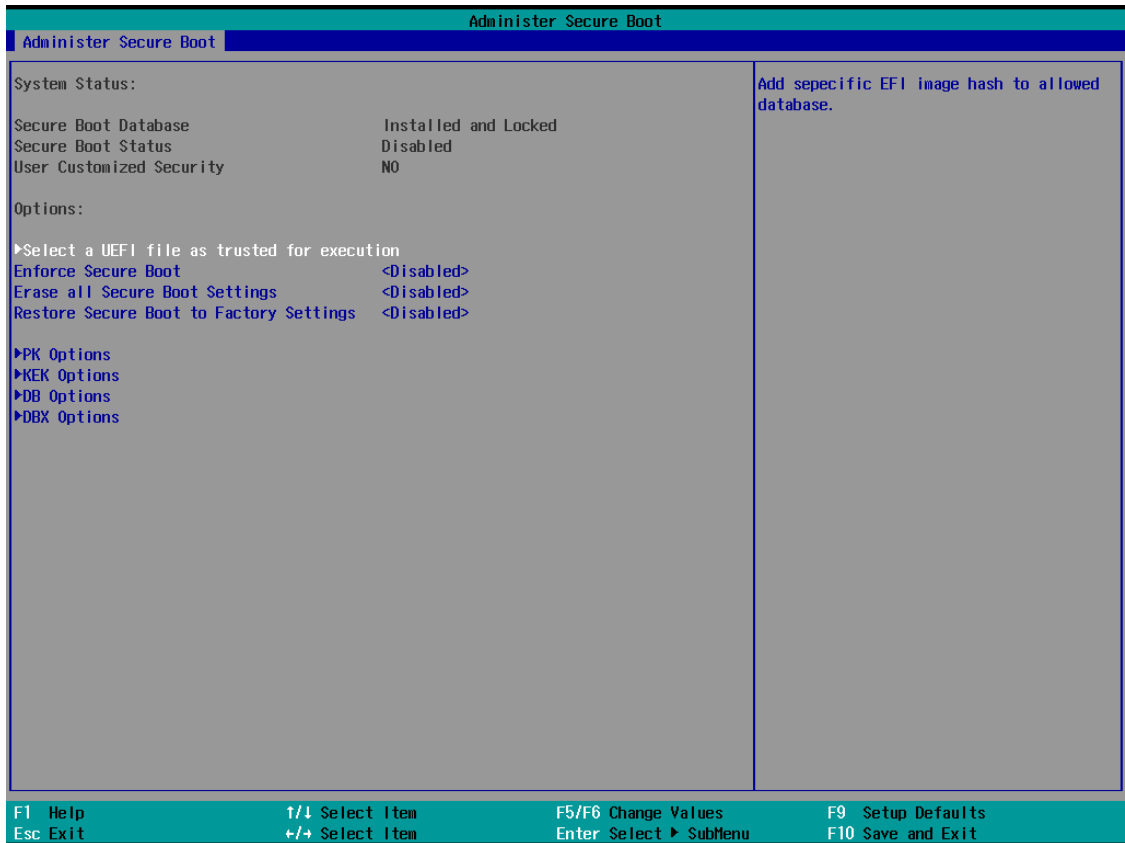 Administer Secure Boot
Administer Secure Boot
System Status:
Secure Boot Database Installed and Locked
Secure Boot Status Disabled
User Customized Security NO
Options:
▶Select a UEFI file as trusted for execution
Enforce Secure Boot <Disabled>
Erase all Secure Boot Settings <Disabled>
Restore Secure Boot to Factory Settings <Disabled>
▶PK Options
▶KEK Options
▶DB Options
▶DBX Options
Add sepecific EFI image hash to allowed
database.
F1 Help ↑/↓ Select Item F5/F6 Change Values F9 Setup Defaults
Esc Exit ←/→ Select Item Enter Select ▶ SubMenu F10 Save and Exit